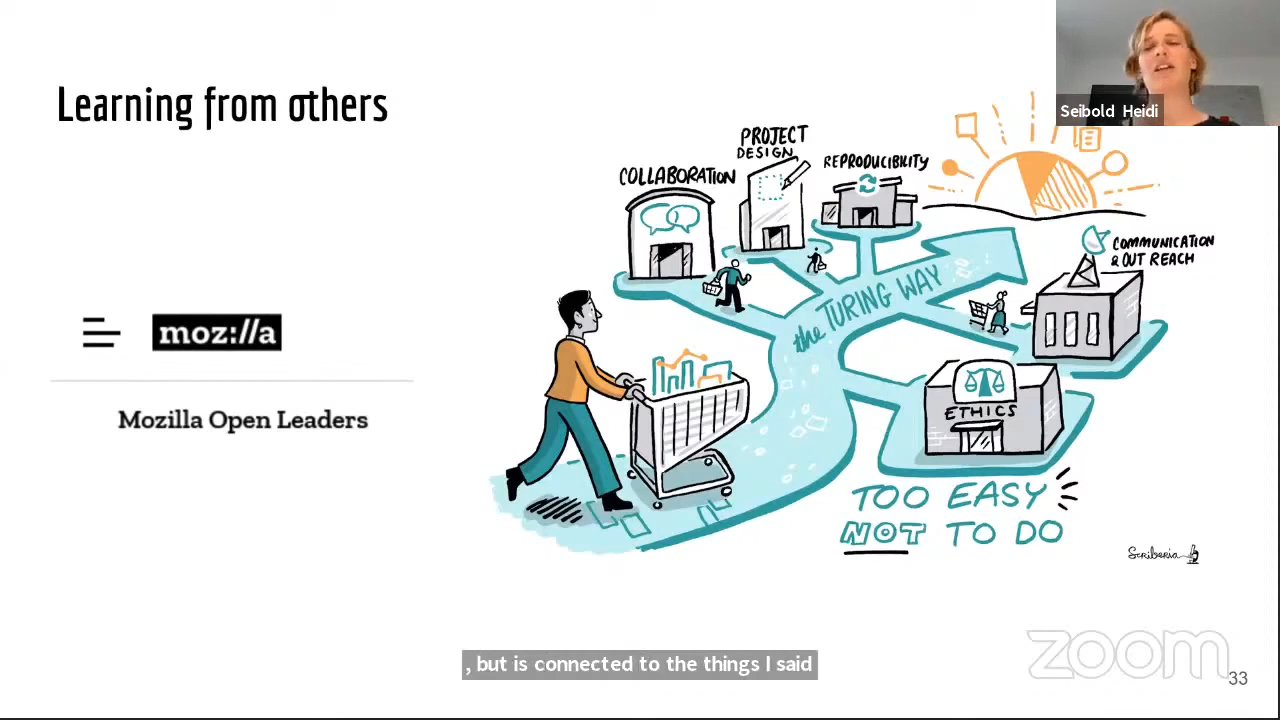 Learning from others
Seibold Heidi
PROJECT
DESIGN
COLLABORATION
REPRODUCIBILITY
COMMUNICATION
& OUT REACH
the TURING WAY
moz://a
Mozilla Open Leaders
ETHICS
TOO EASY
NOT TO DO
Scriberia
, but is connected to the things I said
zoom
33